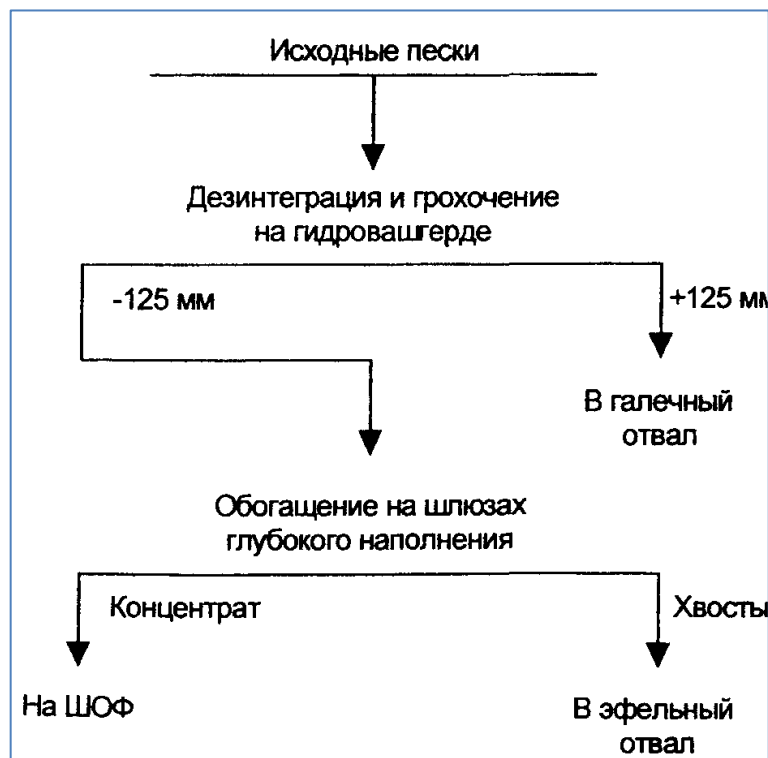 Исходные пески
Дезинтеграция и грохочение
на гидровашгерде
-125 мм
+125 мм
В галечный
отвал
Обогащение на шлюзах
глубокого наполнения
Концентрат
Хвосты
На ШОФ
В эфельный
отвал